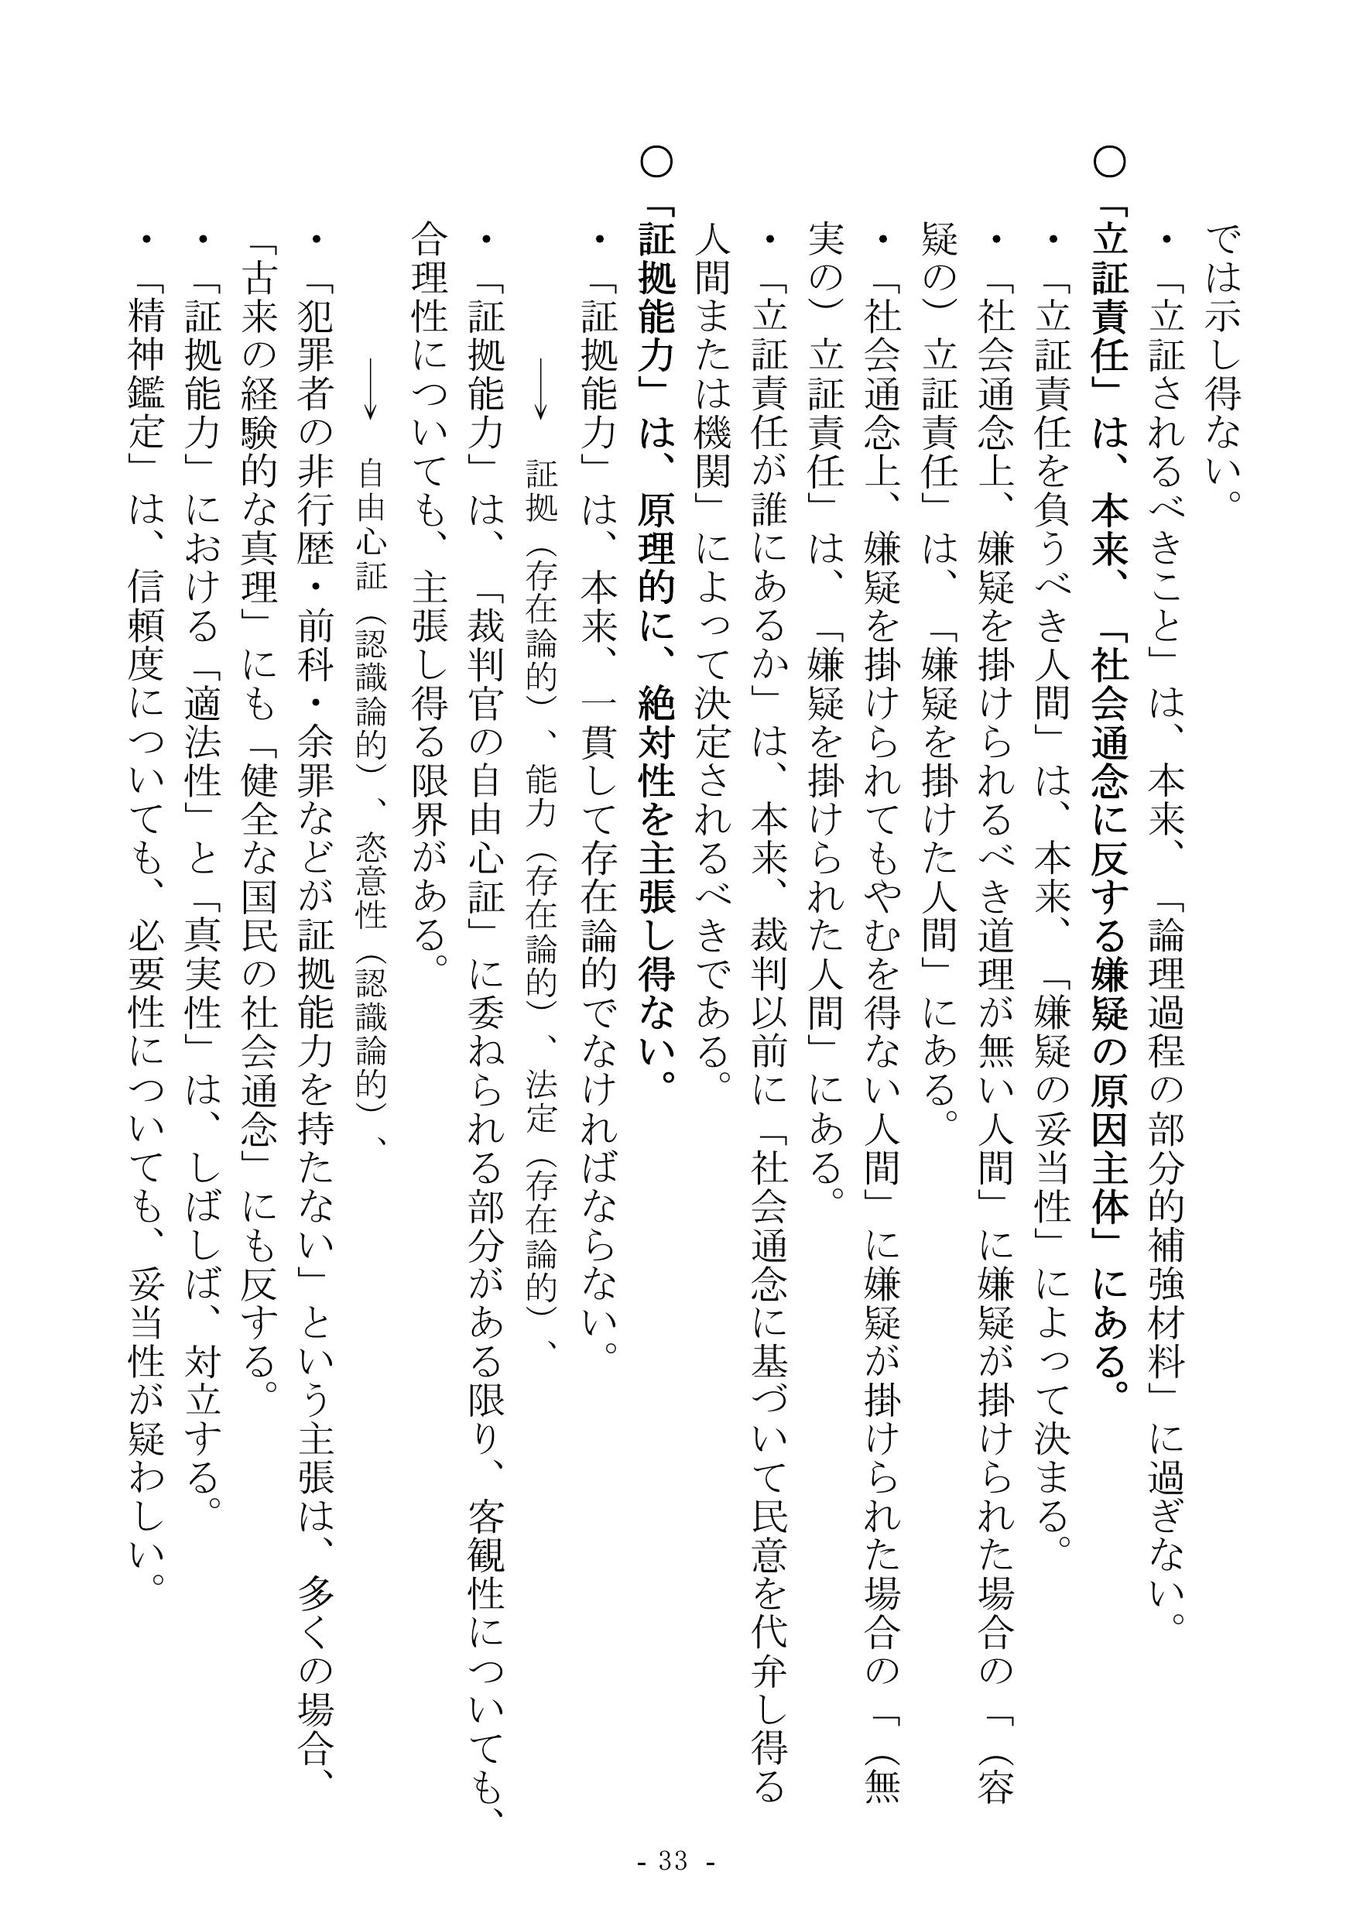 では示し得ない。
・「立証されるべきこと」は、本来、「論理過程の部分的補強材料」に過ぎない。
○「立証責任」は、本来、「社会通念に反する嫌疑の原因主体」にある。
・「立証責任を負うべき人間」は、本来、「嫌疑の妥当性」によって決まる。
・「社会通念上、嫌疑を掛けられるべき道理が無い人間」に嫌疑が掛けられた場合の「（容
疑の）立証責任」は、「嫌疑を掛けた人間」にある。
・「社会通念上、嫌疑を掛けられてもやむを得ない人間」に嫌疑が掛けられた場合の「（無
実の）立証責任」は、「嫌疑を掛けられた人間」にある。
・「立証責任が誰にあるか」は、本来、裁判以前に「社会通念に基づいて民意を代弁し得る
人間または機関」によって決定されるべきである。
○「証拠能力」は、原理的に、絶対性を主張し得ない。
・「証拠能力」は、本来、一貫して存在論的でなければならない。
→　証拠（存在論的）、能力（存在論的）、法定（存在論的）、
・「証拠能力」は、「裁判官の自由心証」に委ねられる部分がある限り、客観性についても、
合理性についても、主張し得る限界がある。
→　自由心証（認識論的）、恣意性（認識論的）、
・「犯罪者の非行歴・前科・余罪などが証拠能力を持たない」という主張は、多くの場合、
「古来の経験的な真理」にも「健全な国民の社会通念」にも反する。
・「証拠能力」における「適法性」と「真実性」は、しばしば、対立する。
・「精神鑑定」は、信頼度についても、必要性についても、妥当性が疑わしい。
- 33 -